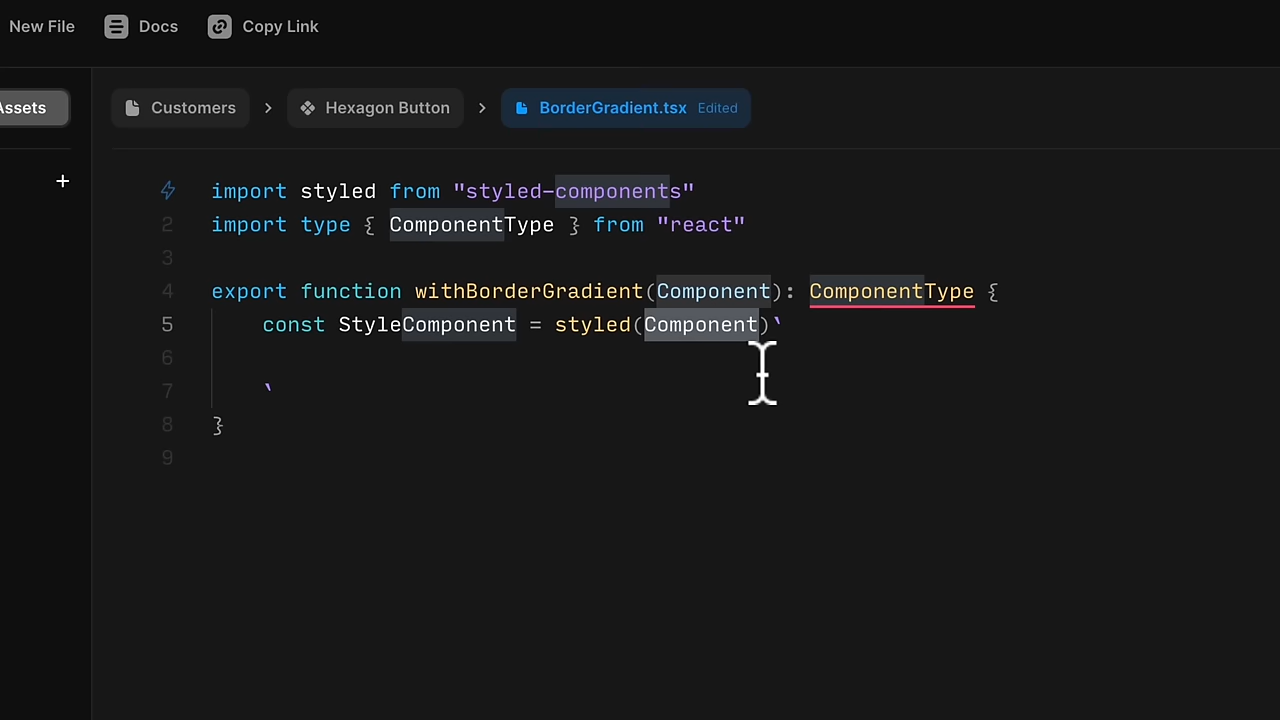 New File Docs Copy Link
Assets Customers Hexagon Button BorderGradient.tsx Edited
+
import styled from "styled-components"
2 import type { ComponentType } from "react"
3
4 export function withBorderGradient(Component): ComponentType {
5 const StyleComponent = styled(Component)`
6
7 `
8 }
9